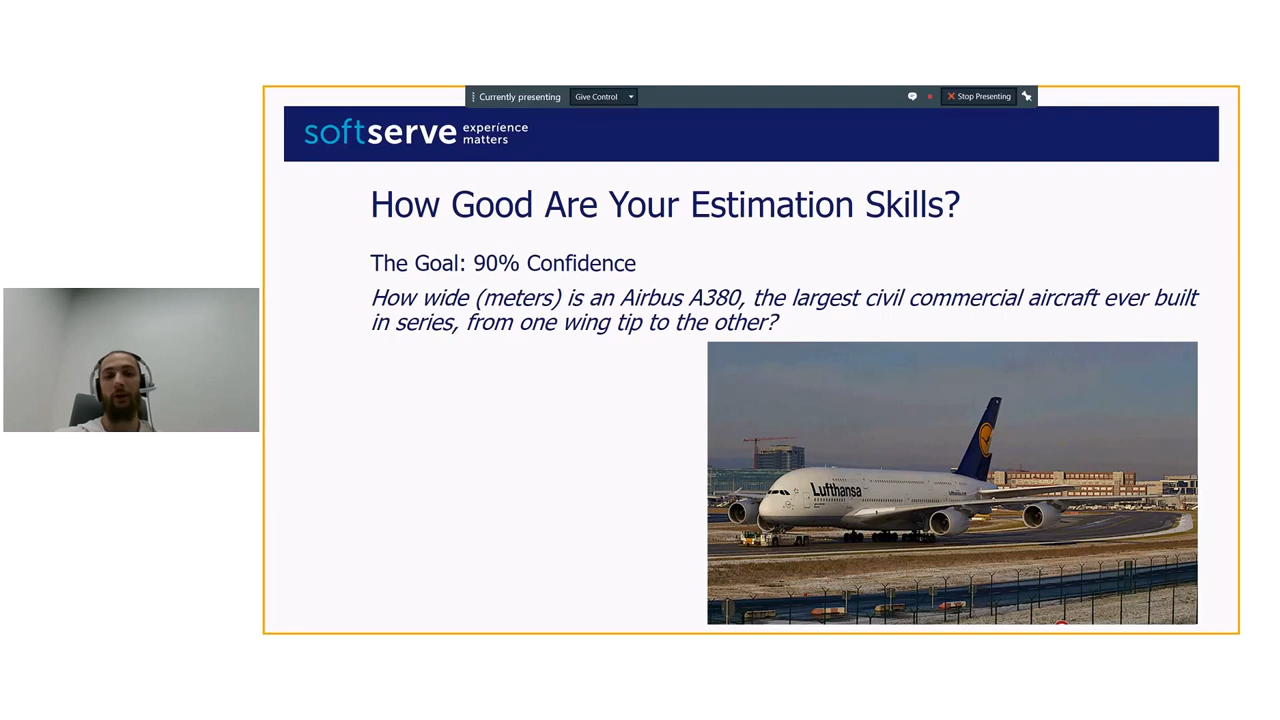 Currently presenting Give Control Stop Presenting
softserve experience matters
How Good Are Your Estimation Skills?
The Goal: 90% Confidence
How wide (meters) is an Airbus A380, the largest civil commercial aircraft ever built
in series, from one wing tip to the other?
Lufthansa